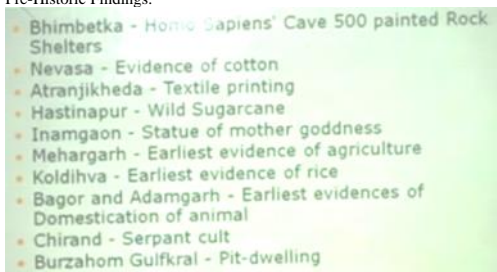 Pre-Historic Findings:
• Bhimbetka - Homo Sapiens' Cave 500 painted Rock
Shelters
• Nevasa - Evidence of cotton
• Atranjikheda - Textile printing
• Hastinapur - Wild Sugarcane
• Inamgaon - Statue of mother goddness
• Mehargarh - Earliest evidence of agriculture
• Koldihva - Earliest evidence of rice
• Bagor and Adamgarh - Earliest evidences of
Domestication of animal
• Chirand - Serpant cult
• Burzahom Gulfkral - Pit-dwelling